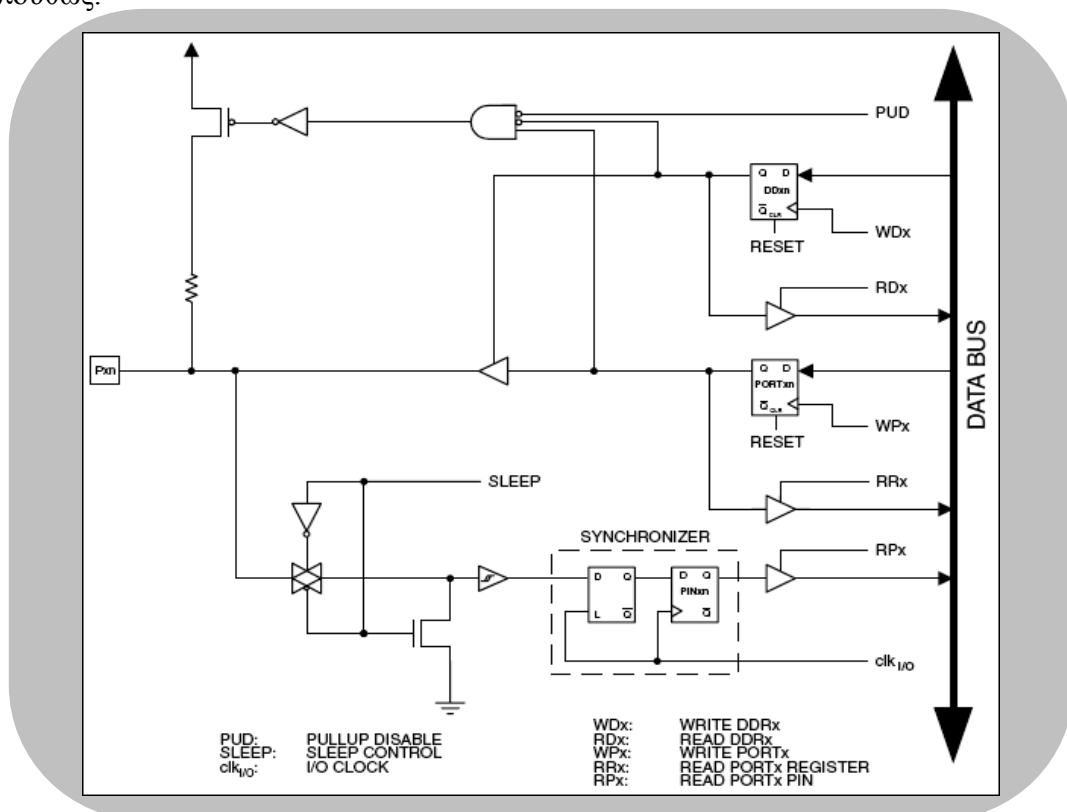 PUD
Q D
DDxn
Q CLR
WDx
RESET
RDx
Pxn
Q D
PORTxn
Q CLR
WPx
RESET
DATA BUS
SLEEP
RRx
SYNCHRONIZER
RPx
D Q
D Q
PINxn
L Q
Q
clk I/O
PUD: PULLUP DISABLE
SLEEP: SLEEP CONTROL
clk I/O: I/O CLOCK
WDx: WRITE DDRx
RDx: READ DDRx
WPx: WRITE PORTx
RRx: READ PORTx REGISTER
RPx: READ PORTx PIN